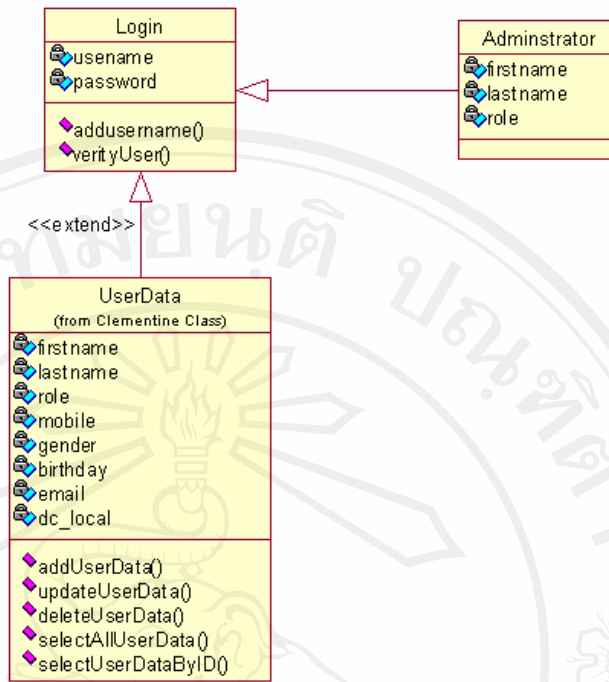 Login
usename
password
addusername()
verityUser()
Adminstrator
firstname
lastname
role
<<extend>>
UserData
(from Clementine Class)
firstname
lastname
role
mobile
gender
birthday
email
dc_local
addUserData()
updateUserData()
deleteUserData()
selectAllUserData()
selectUserDataByID()